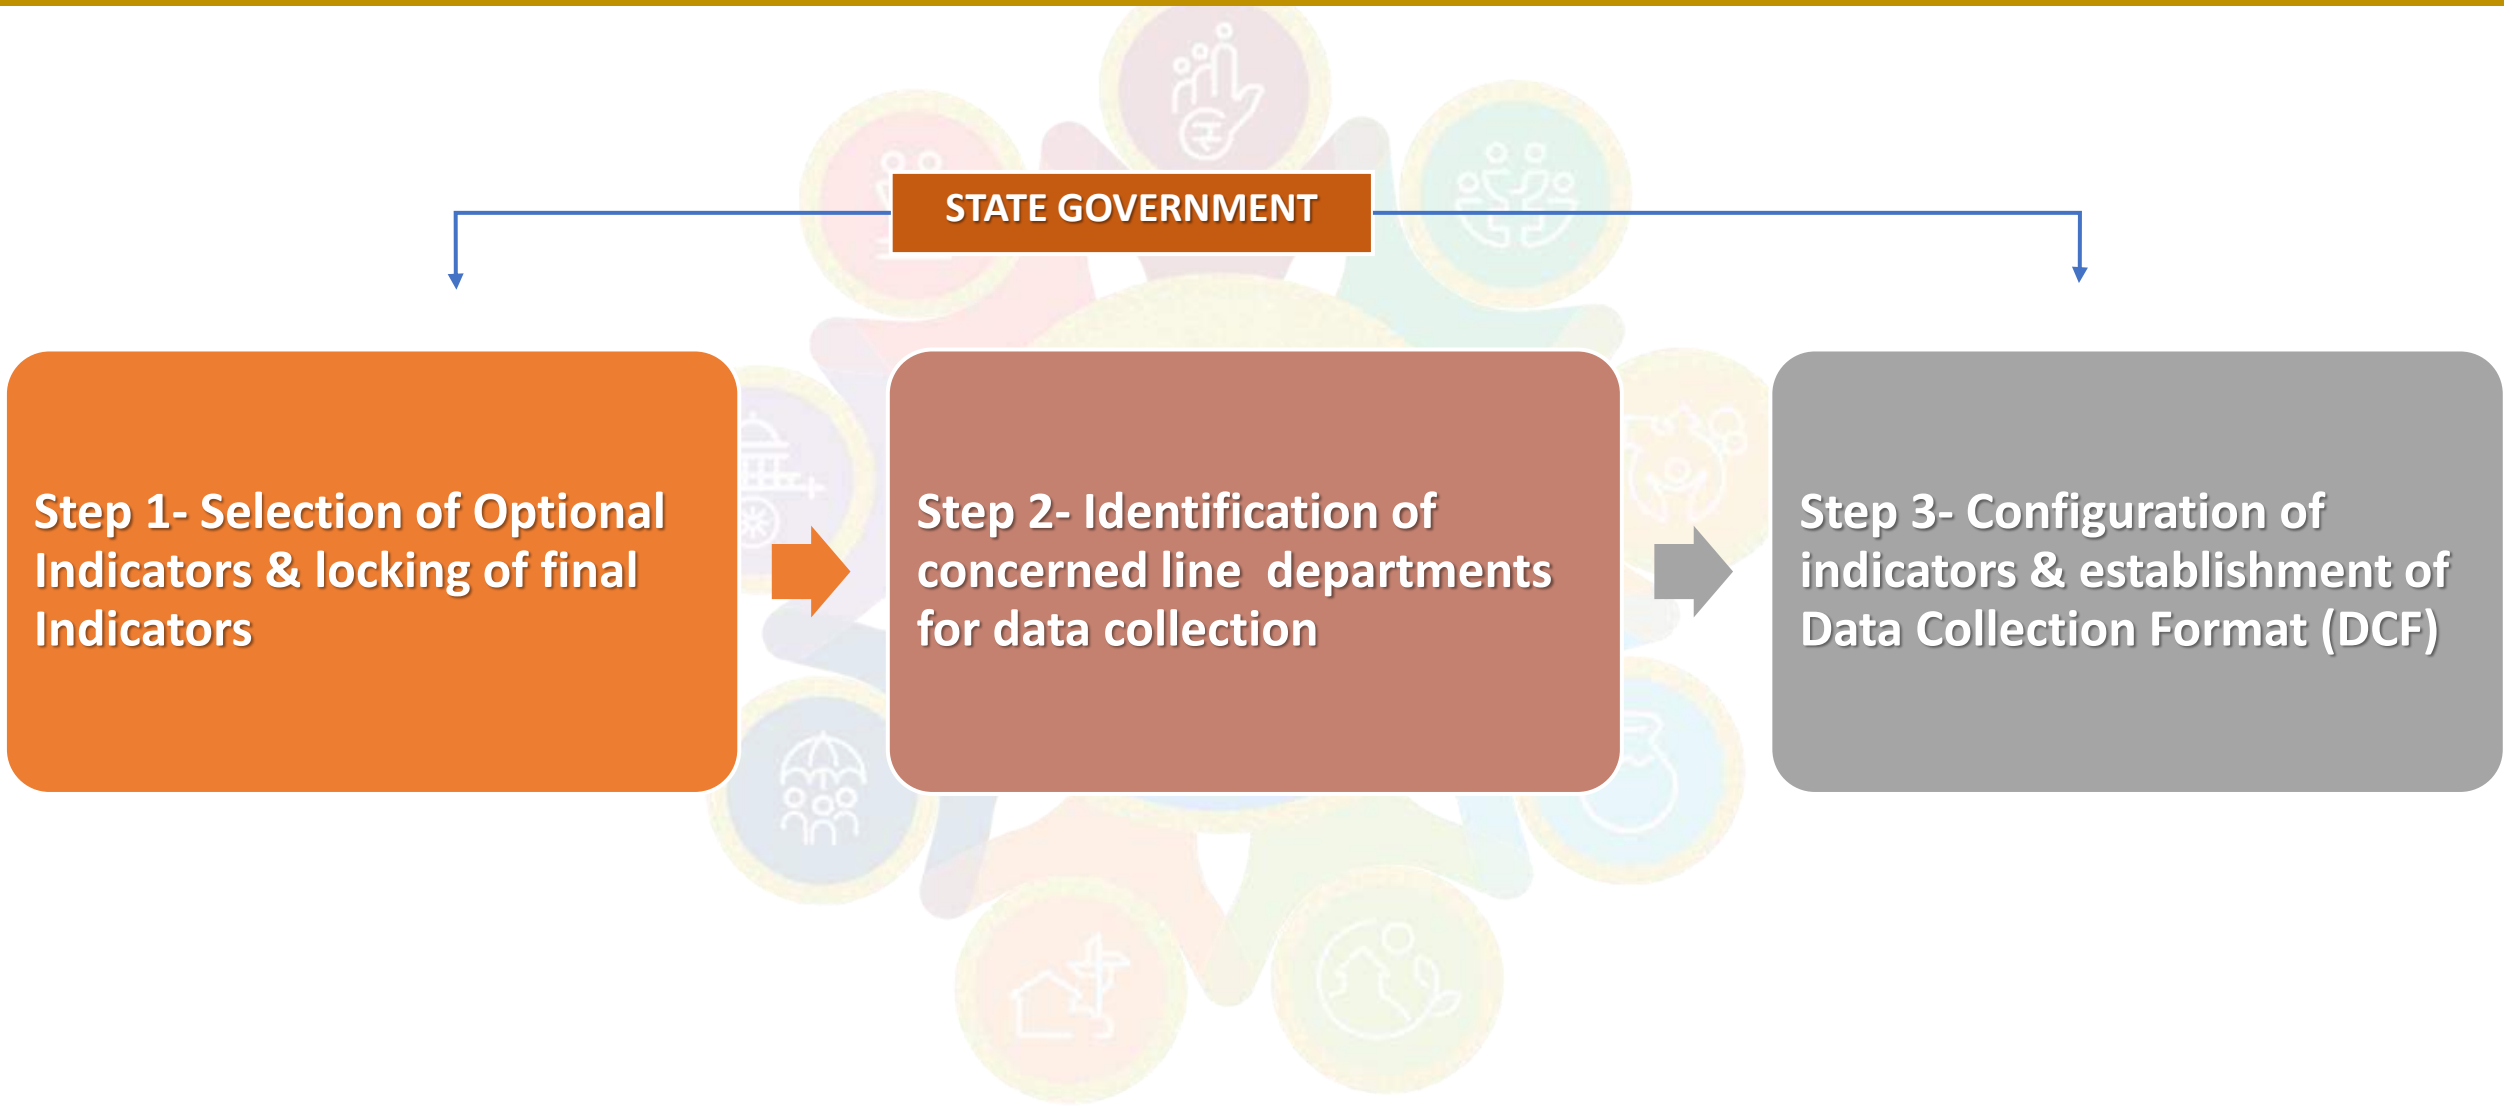 STATE GOVERNMENT
Step 1- Selection of Optional
Indicators & locking of final
Indicators
Step 2- Identification of
concerned line  departments
for data collection
Step 3- Configuration of
indicators & establishment of
Data Collection Format (DCF)